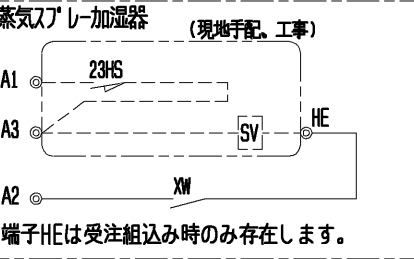 蒸気スプレー加湿器
(現地手配、工事)
23HS
A1
HE
A3
SV
XW
A2
端子HEは受注組込み時のみ存在します。